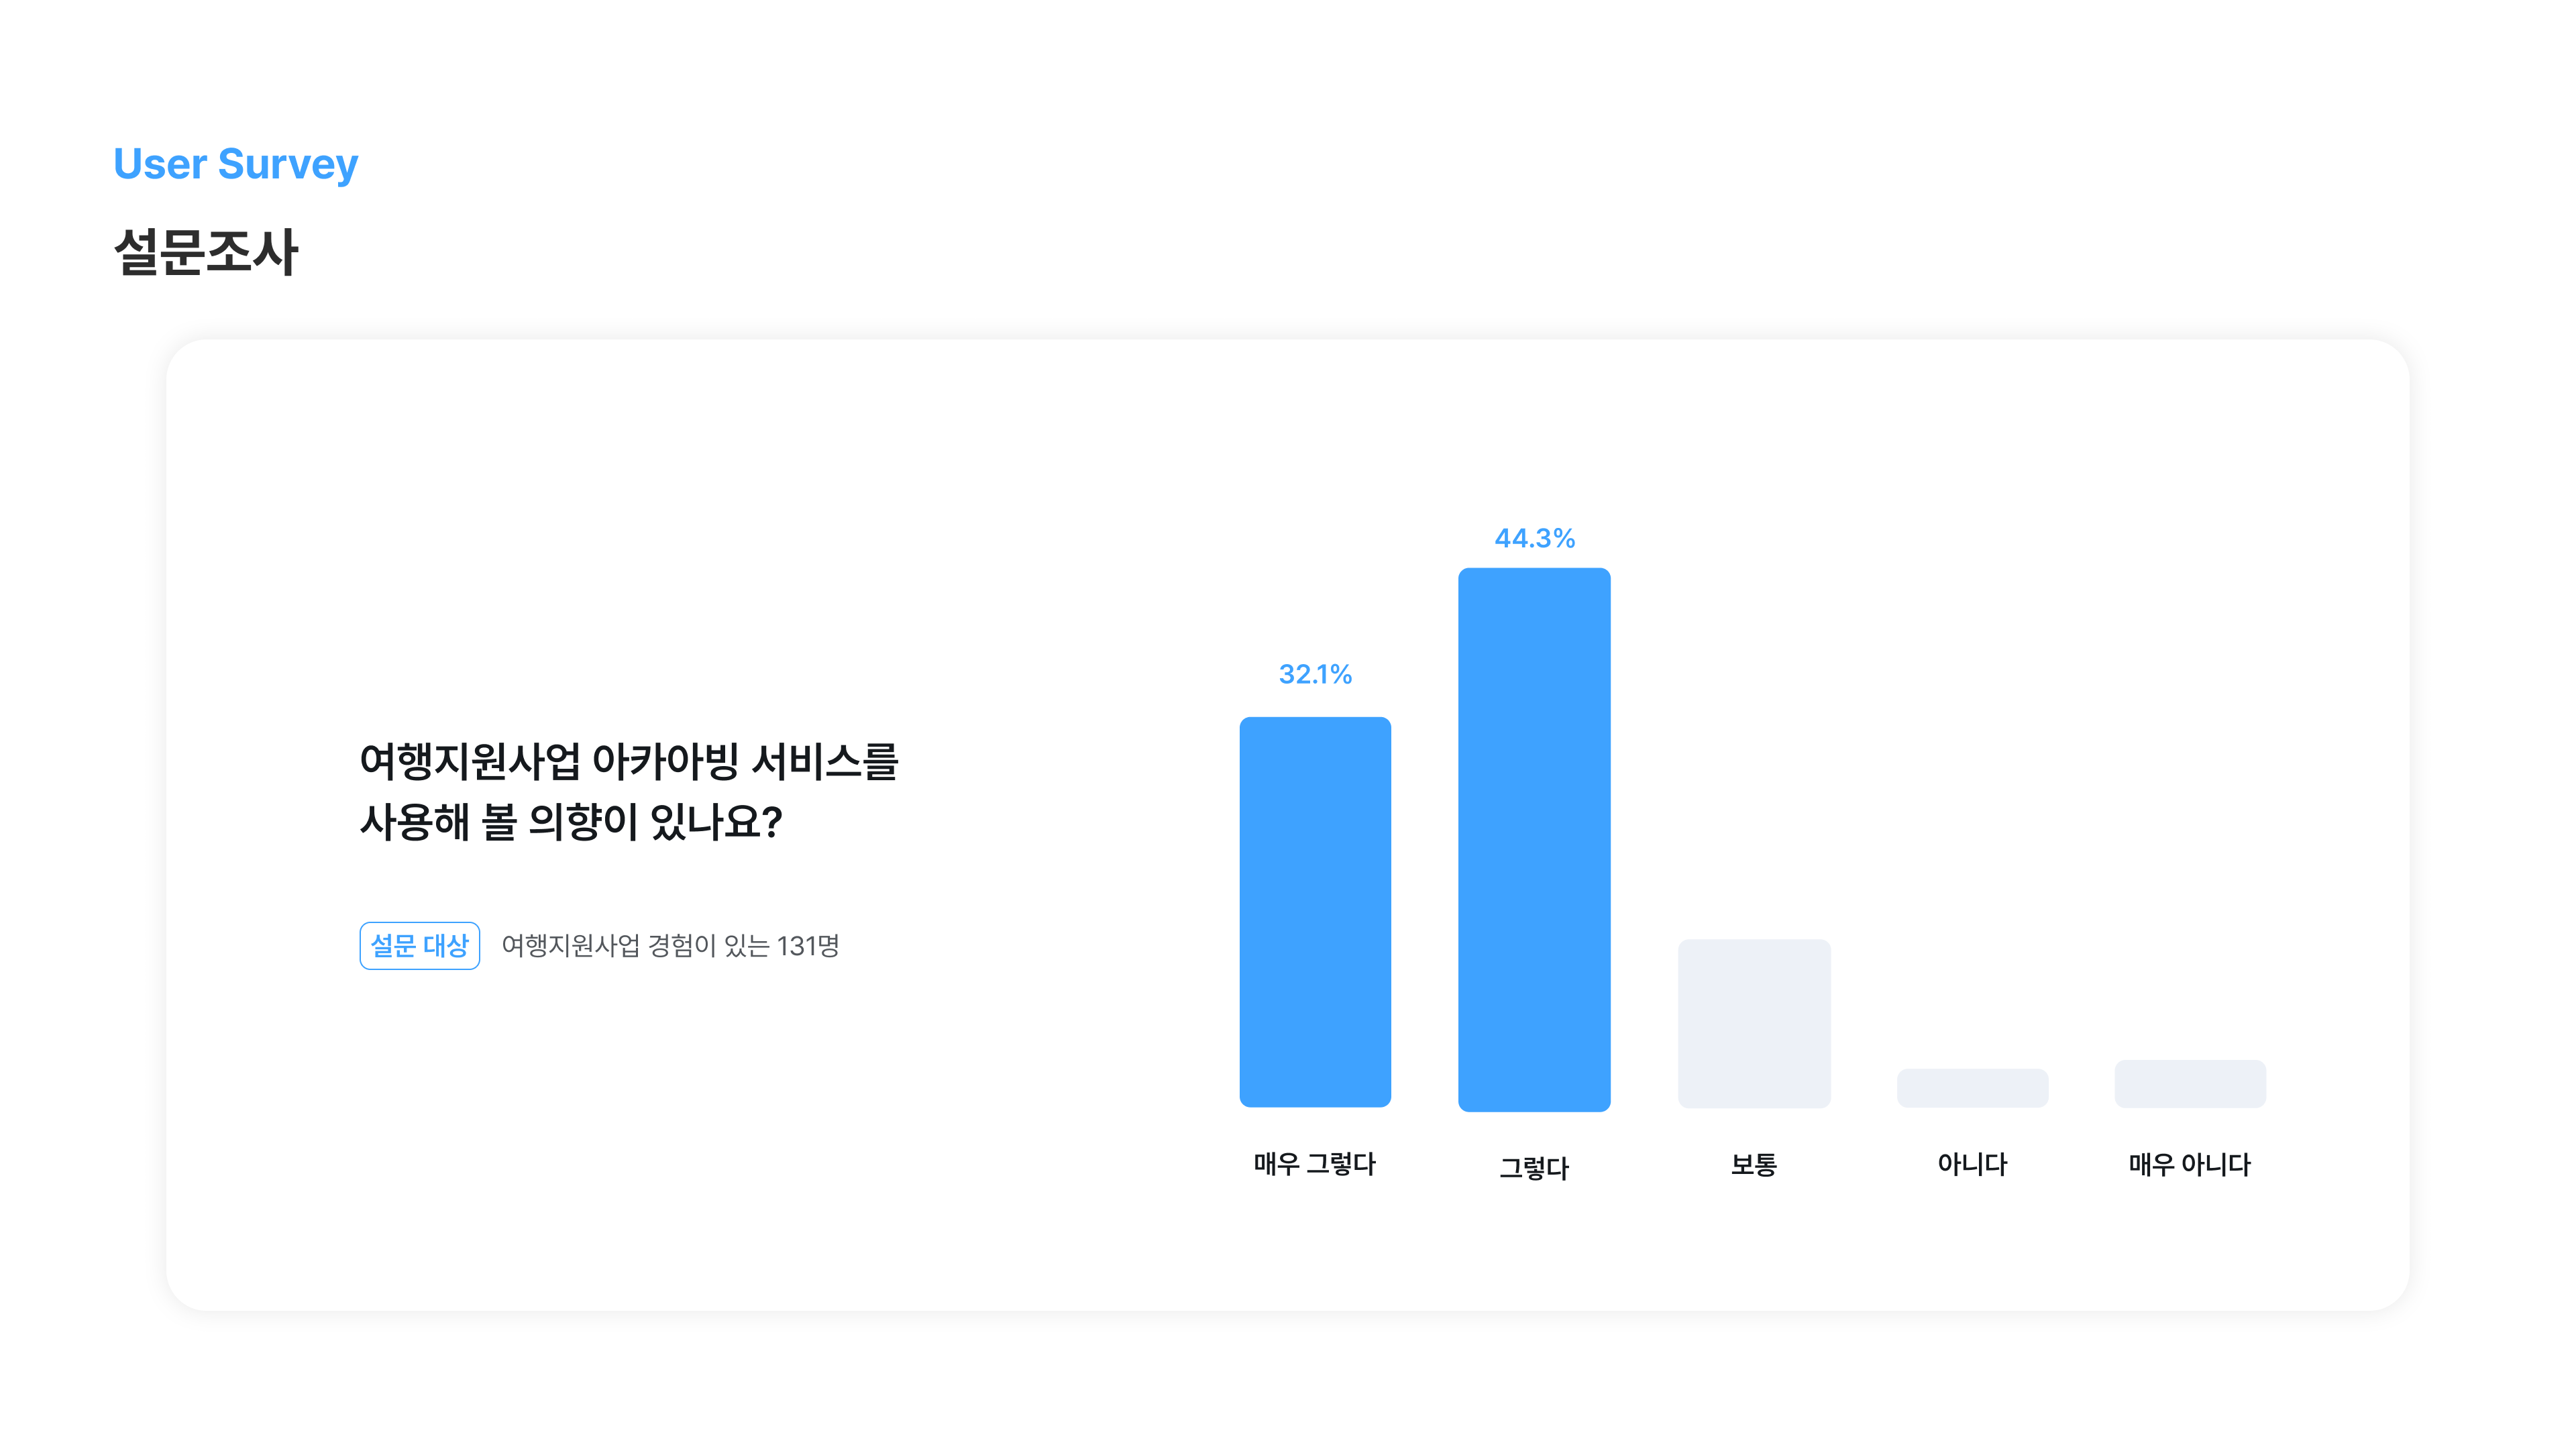 User Survey
설문조사
여행지원사업 아카아빙 서비스를
사용해 볼 의향이 있나요?
설문 대상 여행지원사업 경험이 있는 131명
32.1%
44.3%
매우 그렇다
그렇다
보통
아니다
매우 아니다